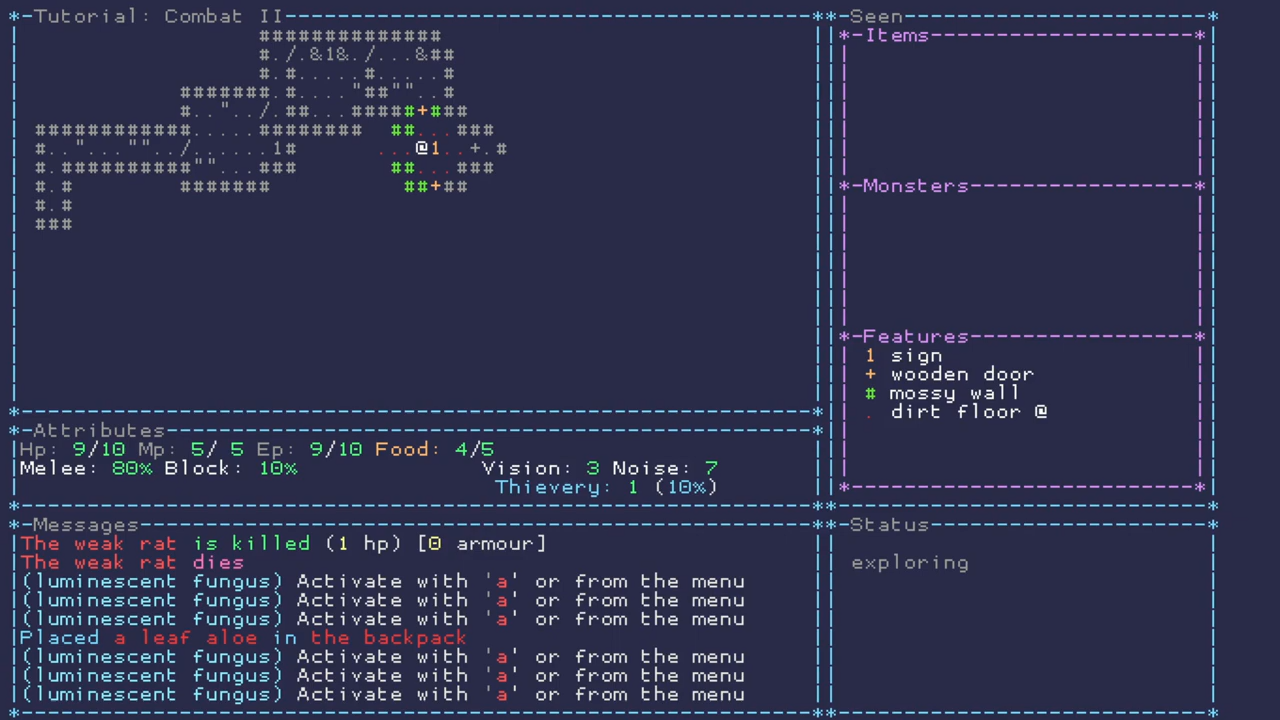 Tutorial: Combat II
Seen
Items
##############
#./.&1&./...&##
#.#.....#.....#
#######.#...."##""..#
#..".../.##...#####+###
############.....######## ##...###
#.."...""../......1# ...@1..+.#
#.##########""...### ##...###
#.# ####### ##+##
#.#
###
Monsters
Features
1 sign
+ wooden door
# mossy wall
. dirt floor @
Attributes
Hp: 9/10 Mp: 5/ 5 Ep: 9/10 Food: 4/5
Melee: 80% Block: 10% Vision: 3 Noise: 7
Thievery: 1 (10%)
Messages
The weak rat is killed (1 hp) [0 armour]
The weak rat dies
(luminescent fungus) Activate with 'a' or from the menu
(luminescent fungus) Activate with 'a' or from the menu
(luminescent fungus) Activate with 'a' or from the menu
Placed a leaf aloe in the backpack
(luminescent fungus) Activate with 'a' or from the menu
(luminescent fungus) Activate with 'a' or from the menu
(luminescent fungus) Activate with 'a' or from the menu
Status
exploring